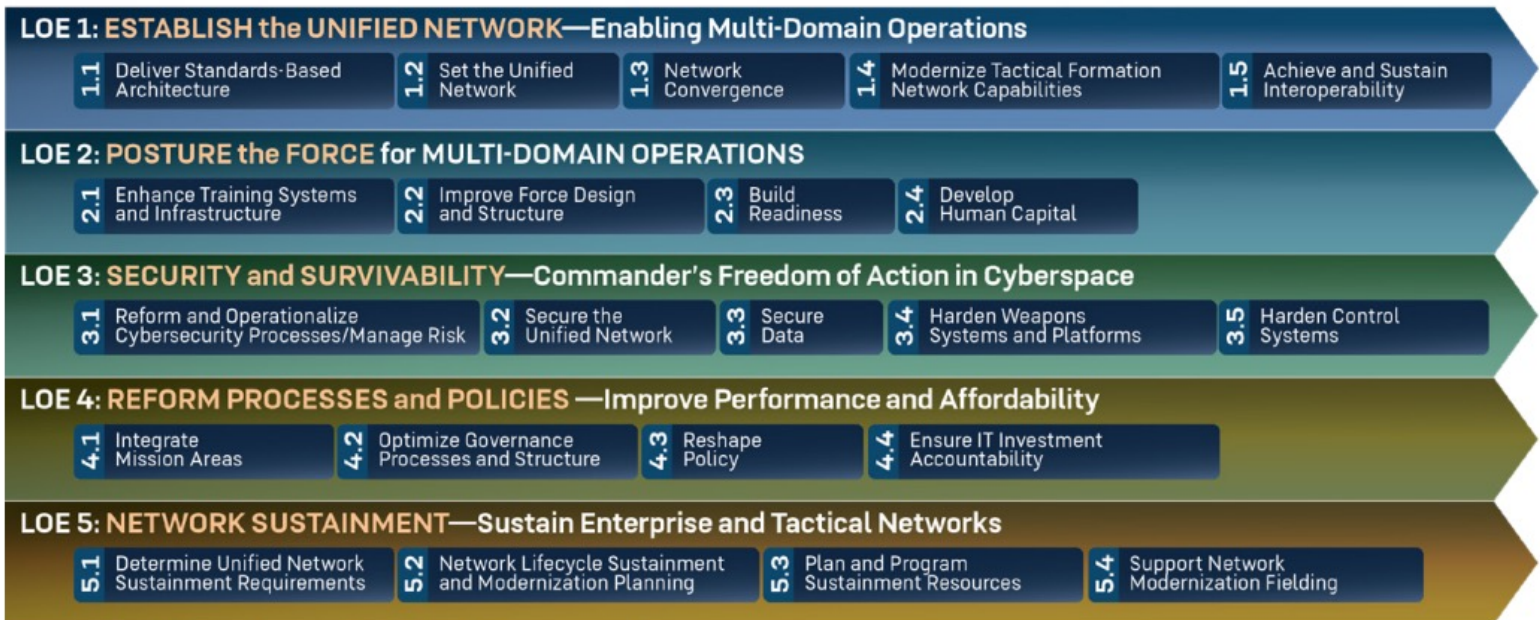 LOE 1: ESTABLISH the UNIFIED NETWORK—Enabling Multi-Domain Operations
1.1 Deliver Standards-Based
Architecture
1.2 Set the Unified
Network
1.3 Network
Convergence
1.4 Modernize Tactical Formation
Network Capabilities
1.5 Achieve and Sustain
Interoperability
LOE 2: POSTURE the FORCE for MULTI-DOMAIN OPERATIONS
2.1 Enhance Training Systems
and Infrastructure
2.2 Improve Force Design
and Structure
2.3 Build
Readiness
2.4 Develop
Human Capital
LOE 3: SECURITY and SURVIVABILITY—Commander's Freedom of Action in Cyberspace
3.1 Reform and Operationalize
Cybersecurity Processes/Manage Risk
3.2 Secure the
Unified Network
3.3 Secure
Data
3.4 Harden Weapons
Systems and Platforms
3.5 Harden Control
Systems
LOE 4: REFORM PROCESSES and POLICIES —Improve Performance and Affordability
4.1 Integrate
Mission Areas
4.2 Optimize Governance
Processes and Structure
4.3 Reshape
Policy
4.4 Ensure IT Investment
Accountability
LOE 5: NETWORK SUSTAINMENT—Sustain Enterprise and Tactical Networks
5.1 Determine Unified Network
Sustainment Requirements
5.2 Network Lifecycle Sustainment
and Modernization Planning
5.3 Plan and Program
Sustainment Resources
5.4 Support Network
Modernization Fielding